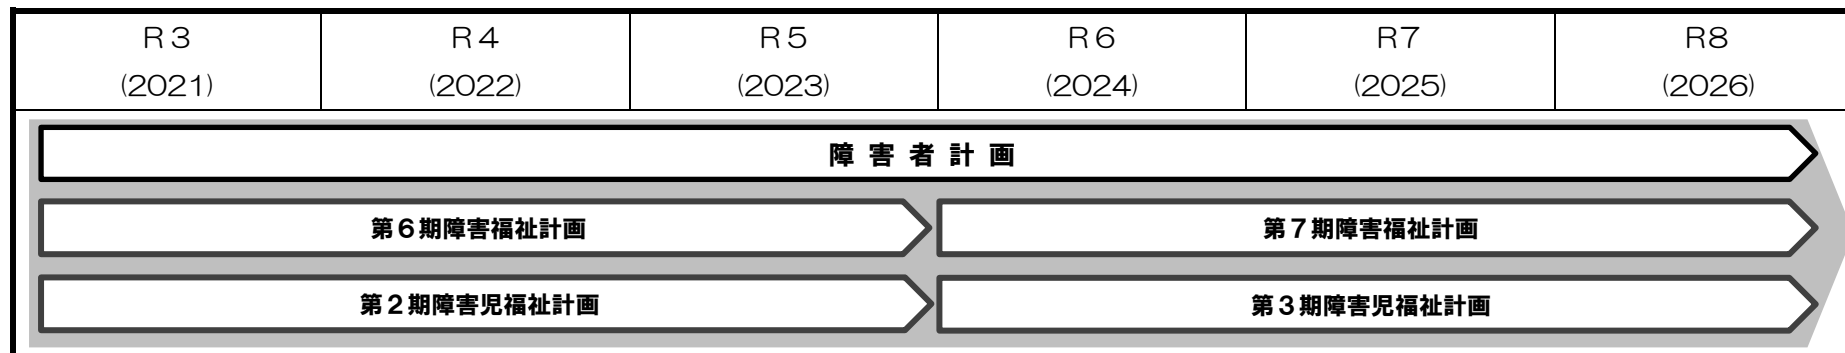 R3 R4 R5 R6 R7 R8
(2021) (2022) (2023) (2024) (2025) (2026)
障害者計画
第6期障害福祉計画 第7期障害福祉計画
第2期障害児福祉計画 第3期障害児福祉計画